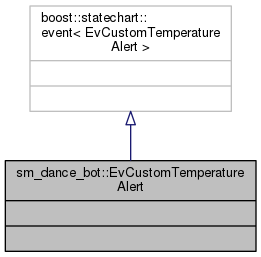 boost::statechart::
event< EvCustomTemperature
Alert >
sm_dance_bot::EvCustomTemperature
Alert